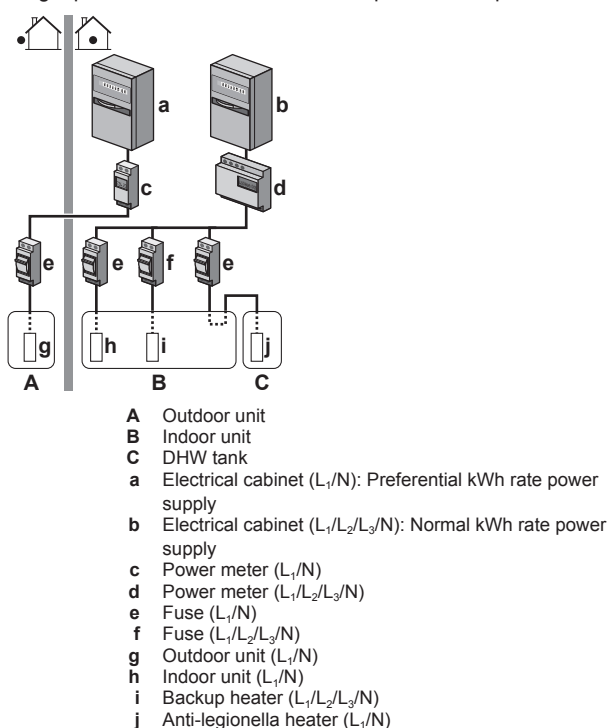 a
b
c
d
e
e
f
e
g
h
i
j
A
B
C
A Outdoor unit
B Indoor unit
C DHW tank
a Electrical cabinet (L₁/N): Preferential kWh rate power
supply
b Electrical cabinet (L₁/L₂/L₃/N): Normal kWh rate power
supply
c Power meter (L₁/N)
d Power meter (L₁/L₂/L₃/N)
e Fuse (L₁/N)
f Fuse (L₁/L₂/L₃/N)
g Outdoor unit (L₁/N)
h Indoor unit (L₁/N)
i Backup heater (L₁/L₂/L₃/N)
j Anti-legionella heater (L₁/N)